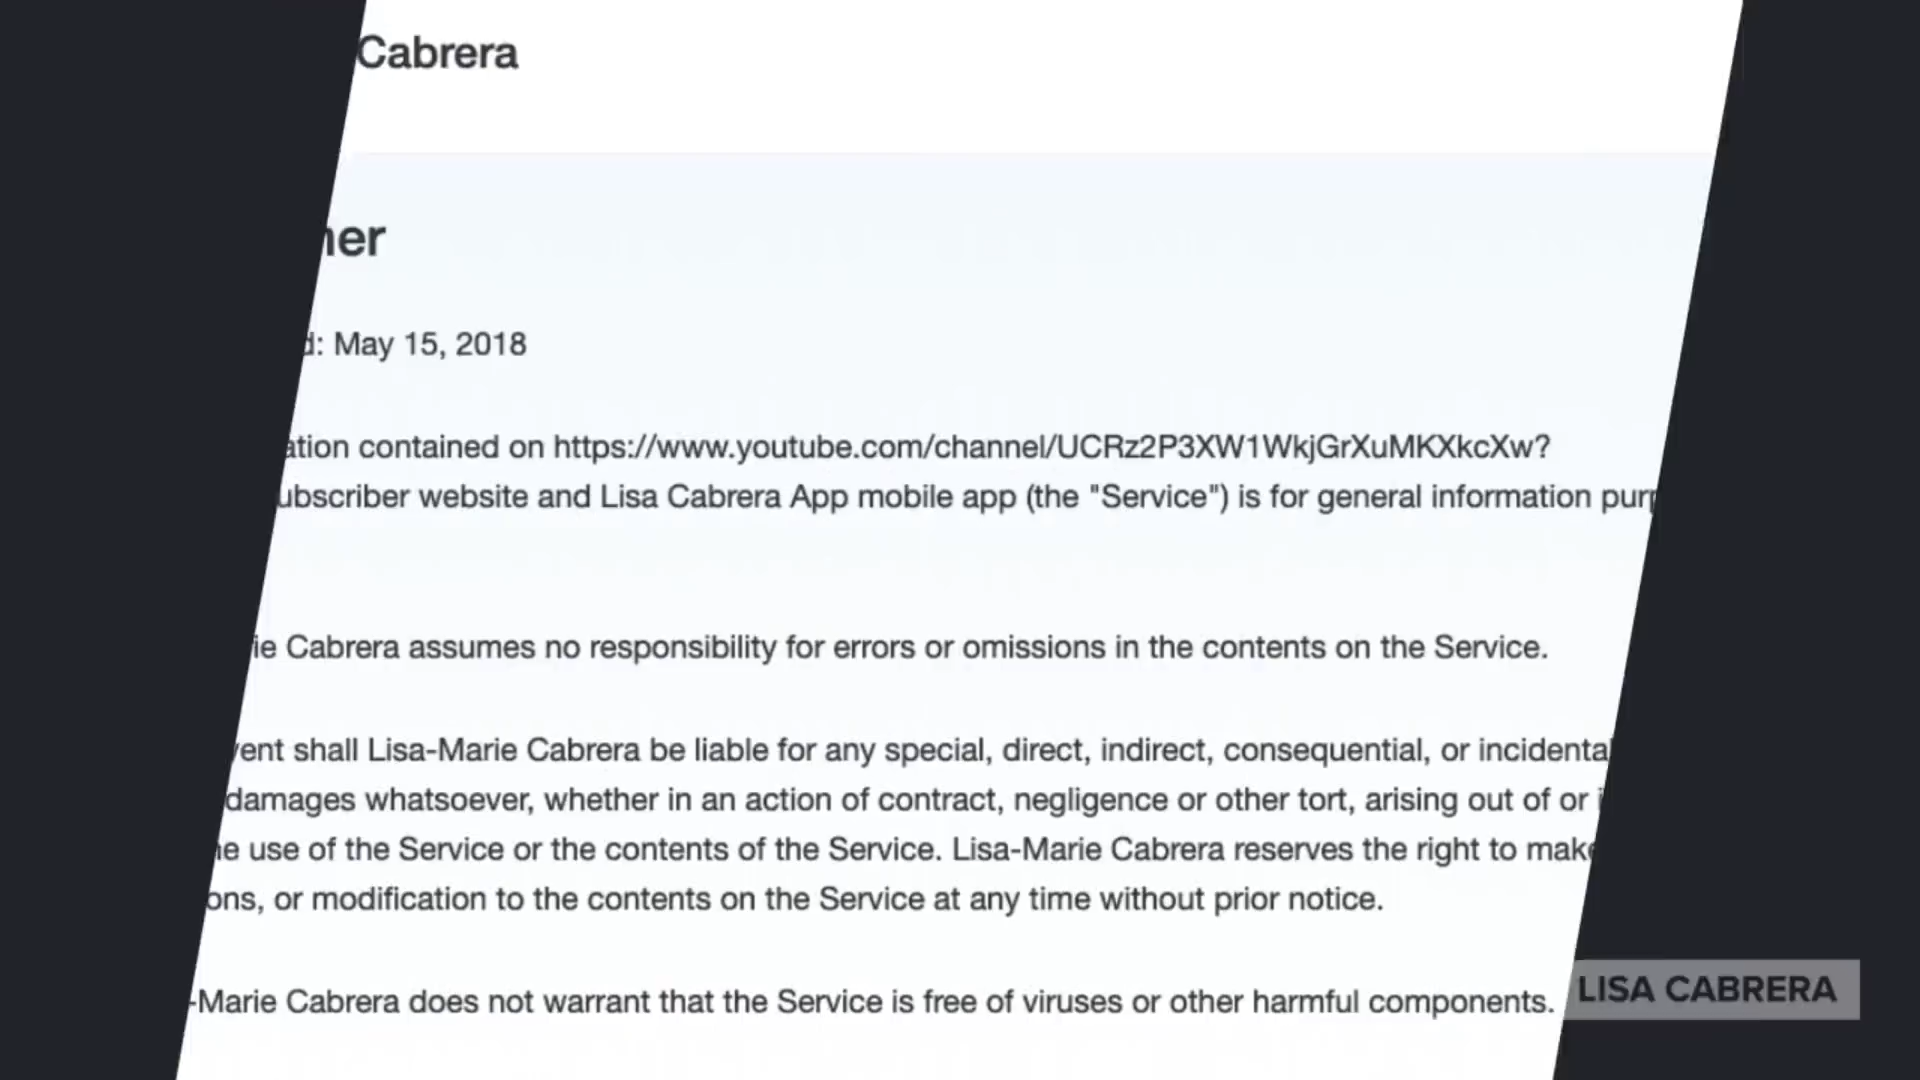 Cabrera
ner
d: May 15, 2018
ation contained on https://www.youtube.com/channel/UCRz2P3XW1WkjGrXuMKXkcXw?
ubscriber website and Lisa Cabrera App mobile app (the "Service") is for general information purp
ie Cabrera assumes no responsibility for errors or omissions in the contents on the Service.
vent shall Lisa-Marie Cabrera be liable for any special, direct, indirect, consequential, or incidental
damages whatsoever, whether in an action of contract, negligence or other tort, arising out of or i
he use of the Service or the contents of the Service. Lisa-Marie Cabrera reserves the right to make
ons, or modification to the contents on the Service at any time without prior notice.
-Marie Cabrera does not warrant that the Service is free of viruses or other harmful components.
LISA CABRERA